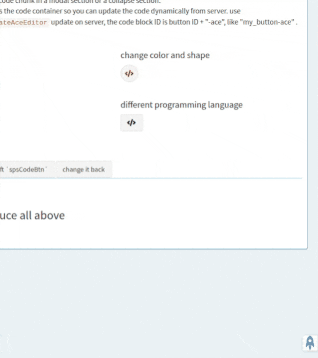 code chunk in a modal section or a collapse section.
s the code container so you can update the code dynamically from server. use
ateAceEditor update on server, the code block ID is button ID + "-ace", like "my_button-ace" .
change color and shape
</>
different programming language
</>
ft `spsCodeBtn` change it back
uce all above